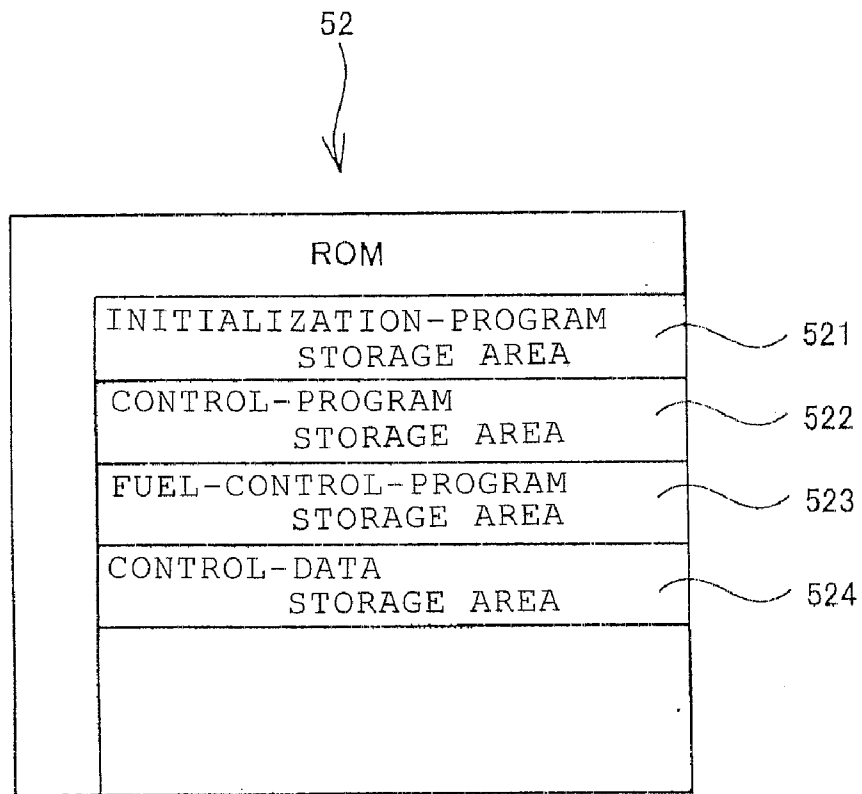 52
ROM
INITIALIZATION-PROGRAM
STORAGE AREA
521
CONTROL-PROGRAM
STORAGE AREA
522
FUEL-CONTROL-PROGRAM
STORAGE AREA
523
CONTROL-DATA
STORAGE AREA
524